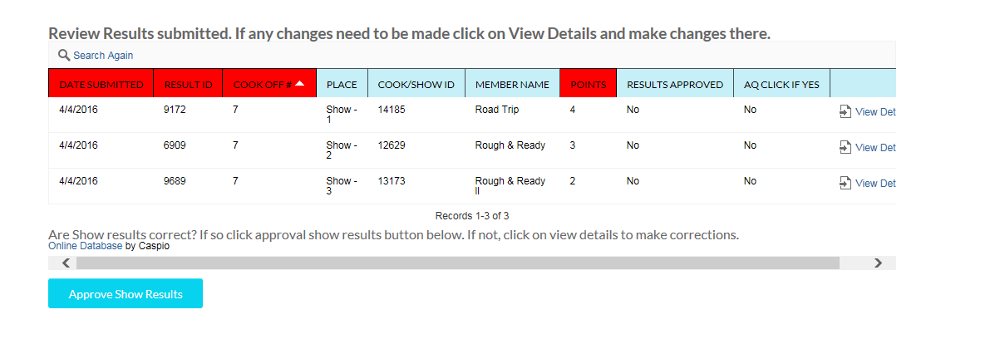 Review Results submitted. If any changes need to be made click on View Details and make changes there.
Search Again
DATE SUBMITTED RESULT ID COOK OFF # PLACE COOK/SHOW ID MEMBER NAME POINTS RESULTS APPROVED AQ CLICK IF YES
4/4/2016 9172 7 Show - 14185 Road Trip 4 No No View Det
1
4/4/2016 6909 7 Show - 12629 Rough & Ready 3 No No View Det
2
4/4/2016 9689 7 Show - 13173 Rough & Ready 2 No No View Det
3 II
Records 1-3 of 3
Are Show results correct? If so click approval show results button below. If not, click on view details to make corrections.
Online Database by Caspio
Approve Show Results